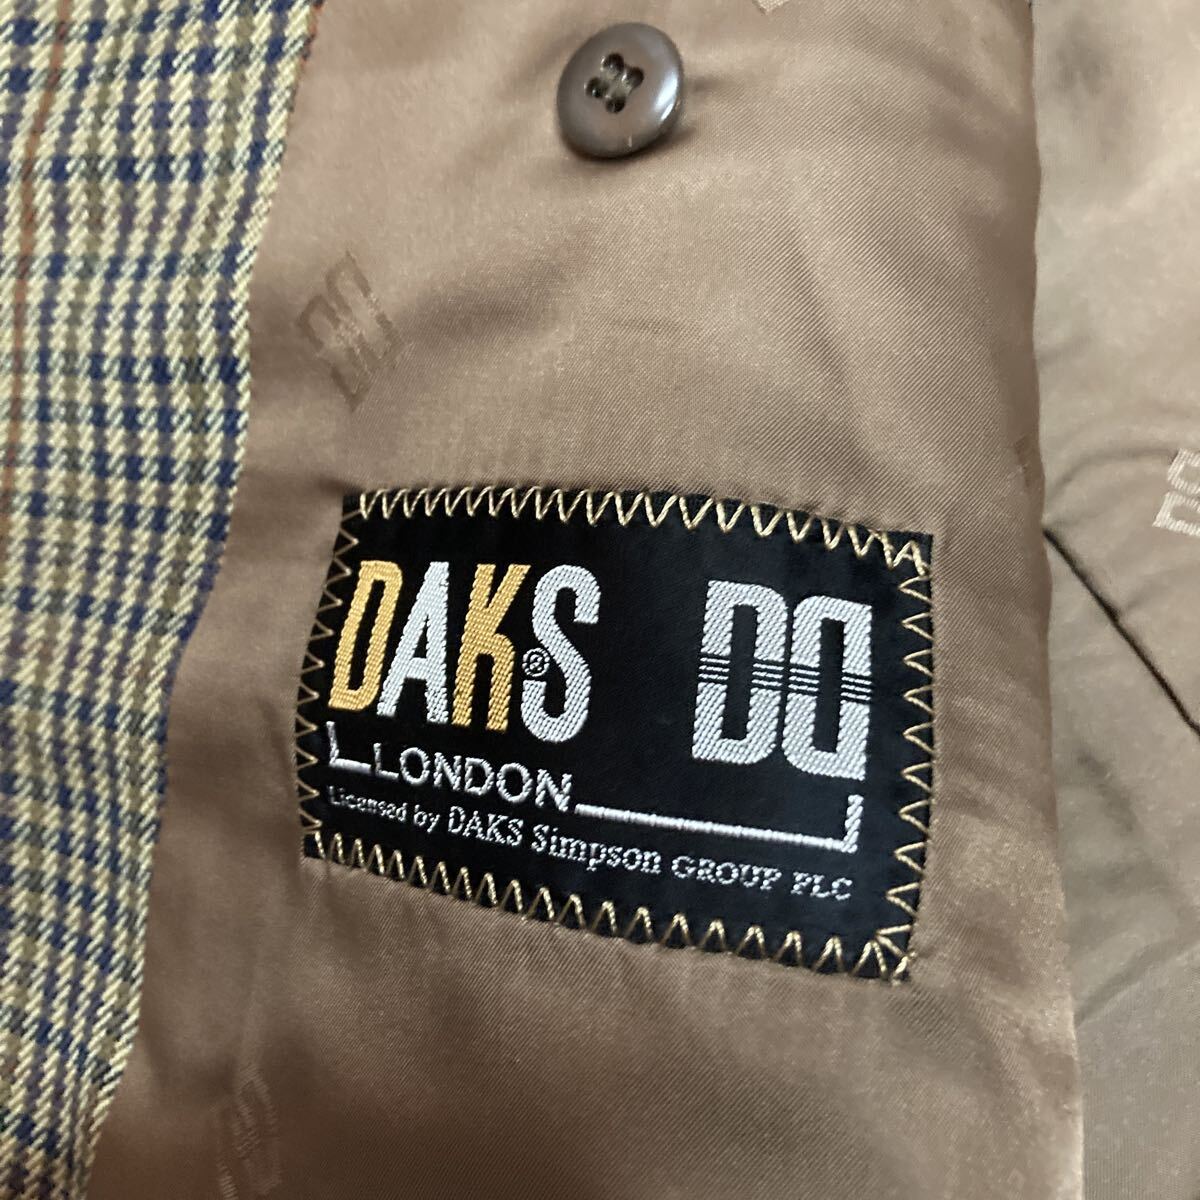 DAKS® DD
LONDON
Licensed by DAKS Simpson GROUP PLC